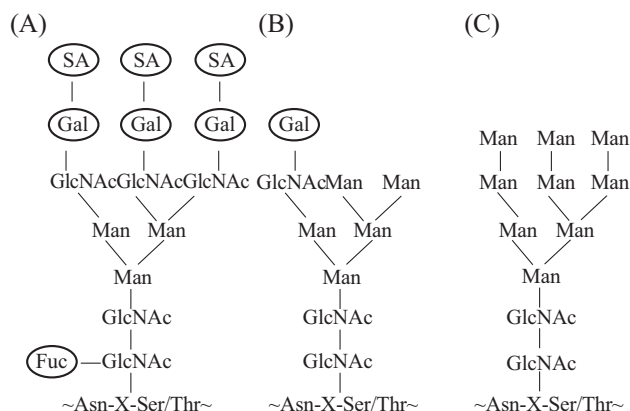 (A) (B) (C)
SA SA SA
Gal Gal Gal Gal
Man Man Man
GlcNAc GlcNAc GlcNAc GlcNAc Man Man Man Man Man
Man Man Man Man Man Man
Man Man Man
GlcNAc GlcNAc GlcNAc
Fuc GlcNAc GlcNAc GlcNAc
~Asn-X-Ser/Thr~ ~Asn-X-Ser/Thr~ ~Asn-X-Ser/Thr~